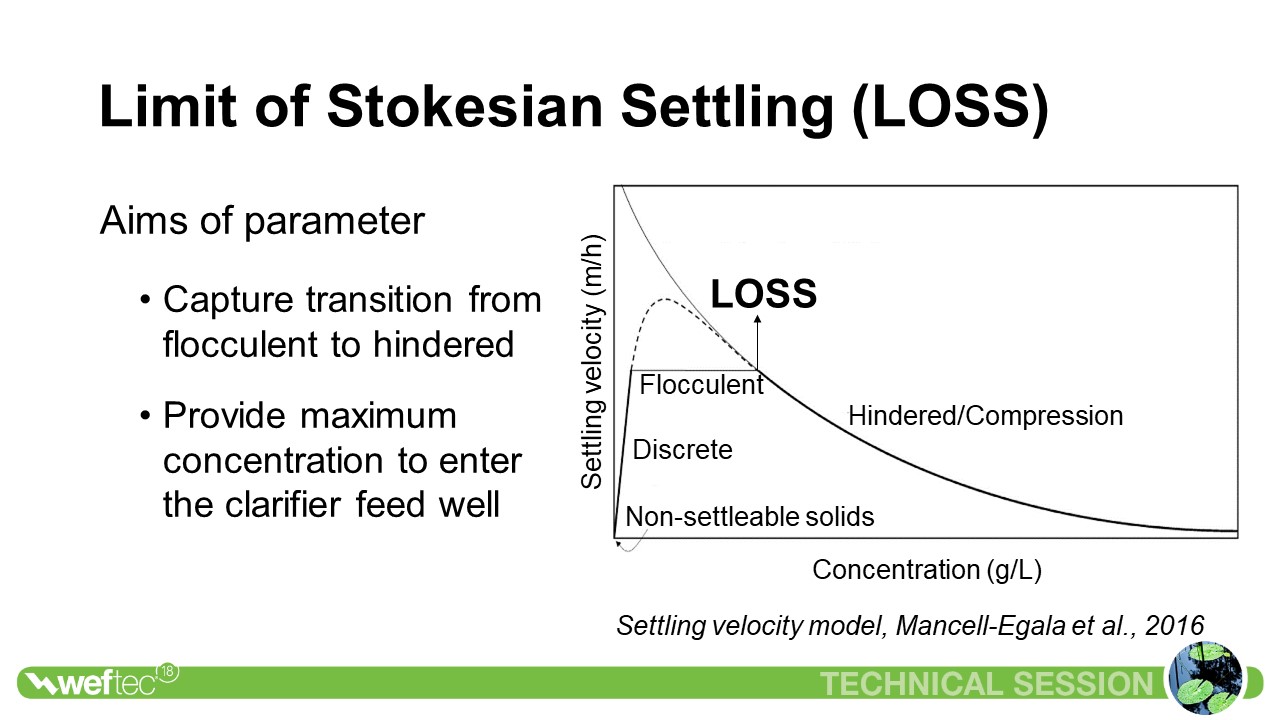 Limit of Stokesian Settling (LOSS)
Aims of parameter
• Capture transition from
flocculent to hindered
• Provide maximum
concentration to enter
the clarifier feed well
Settling velocity (m/h)
LOSS
Flocculent
Hindered/Compression
Discrete
Non-settleable solids
Concentration (g/L)
Settling velocity model, Mancell-Egala et al., 2016
weftec 18
TECHNICAL SESSION